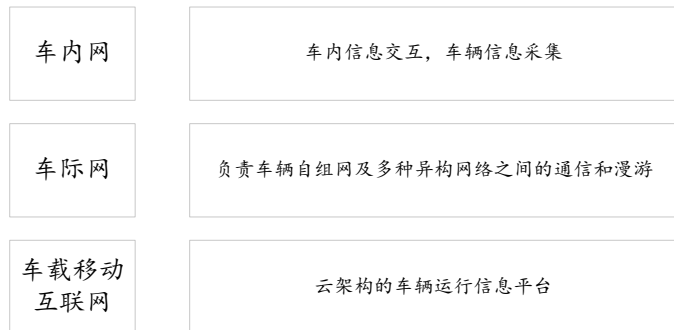 车内网
车内信息交互，车辆信息采集
车际网
负责车辆自组网及多种异构网络之间的通信和漫游
车载移动
互联网
云架构的车辆运行信息平台